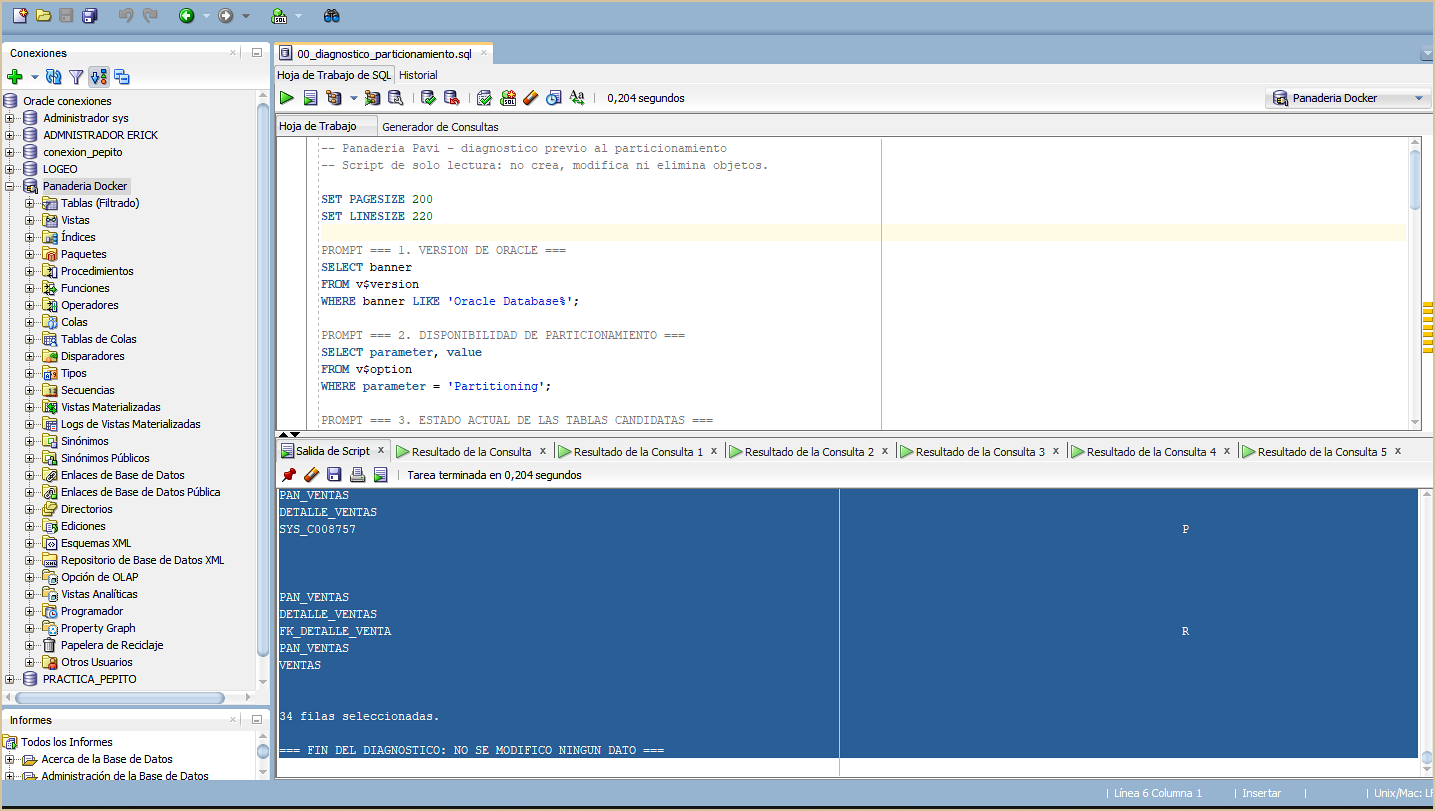 SQL
Conexiones
Oracle conexiones
Administrador sys
ADMNISTRADOR ERICK
conexion_pepito
LOGEO
Panaderia Docker
Tablas (Filtrado)
Vistas
Índices
Paquetes
Procedimientos
Funciones
Operadores
Colas
Tablas de Colas
Disparadores
Tipos
Secuencias
Vistas Materializadas
Logs de Vistas Materializadas
Sinónimos
Sinónimos Públicos
Enlaces de Base de Datos
Enlaces de Base de Datos Pública
Directorios
Ediciones
Esquemas XML
Repositorio de Base de Datos XML
Opción de OLAP
Vistas Analíticas
Programador
Property Graph
Papelera de Reciclaje
Otros Usuarios
PRACTICA_PEPITO
Informes
Todos los Informes
Acerca de la Base de Datos
Administración de la Base de Datos
00_diagnostico_particionamiento.sql
Hoja de Trabajo de SQL Historial
0,204 segundos
Panaderia Docker
Hoja de Trabajo Generador de Consultas
-- Panaderia Pavi - diagnostico previo al particionamiento
-- Script de solo lectura: no crea, modifica ni elimina objetos.
SET PAGESIZE 200
SET LINESIZE 220
PROMPT === 1. VERSION DE ORACLE ===
SELECT banner
FROM v$version
WHERE banner LIKE 'Oracle Database%';
PROMPT === 2. DISPONIBILIDAD DE PARTICIONAMIENTO ===
SELECT parameter, value
FROM v$option
WHERE parameter = 'Partitioning';
PROMPT === 3. ESTADO ACTUAL DE LAS TABLAS CANDIDATAS ===
Salida de Script x Resultado de la Consulta x Resultado de la Consulta 1 x Resultado de la Consulta 2 x Resultado de la Consulta 3 x Resultado de la Consulta 4 x Resultado de la Consulta 5 x
Tarea terminada en 0,204 segundos
PAN_VENTAS
DETALLE_VENTAS
SYS_C008757 P
PAN_VENTAS
DETALLE_VENTAS
FK_DETALLE_VENTA R
PAN_VENTAS
VENTAS
34 filas seleccionadas.
=== FIN DEL DIAGNOSTICO: NO SE MODIFICO NINGUN DATO ===
Línea 6 Columna 1 Insertar Unix/Mac: LF